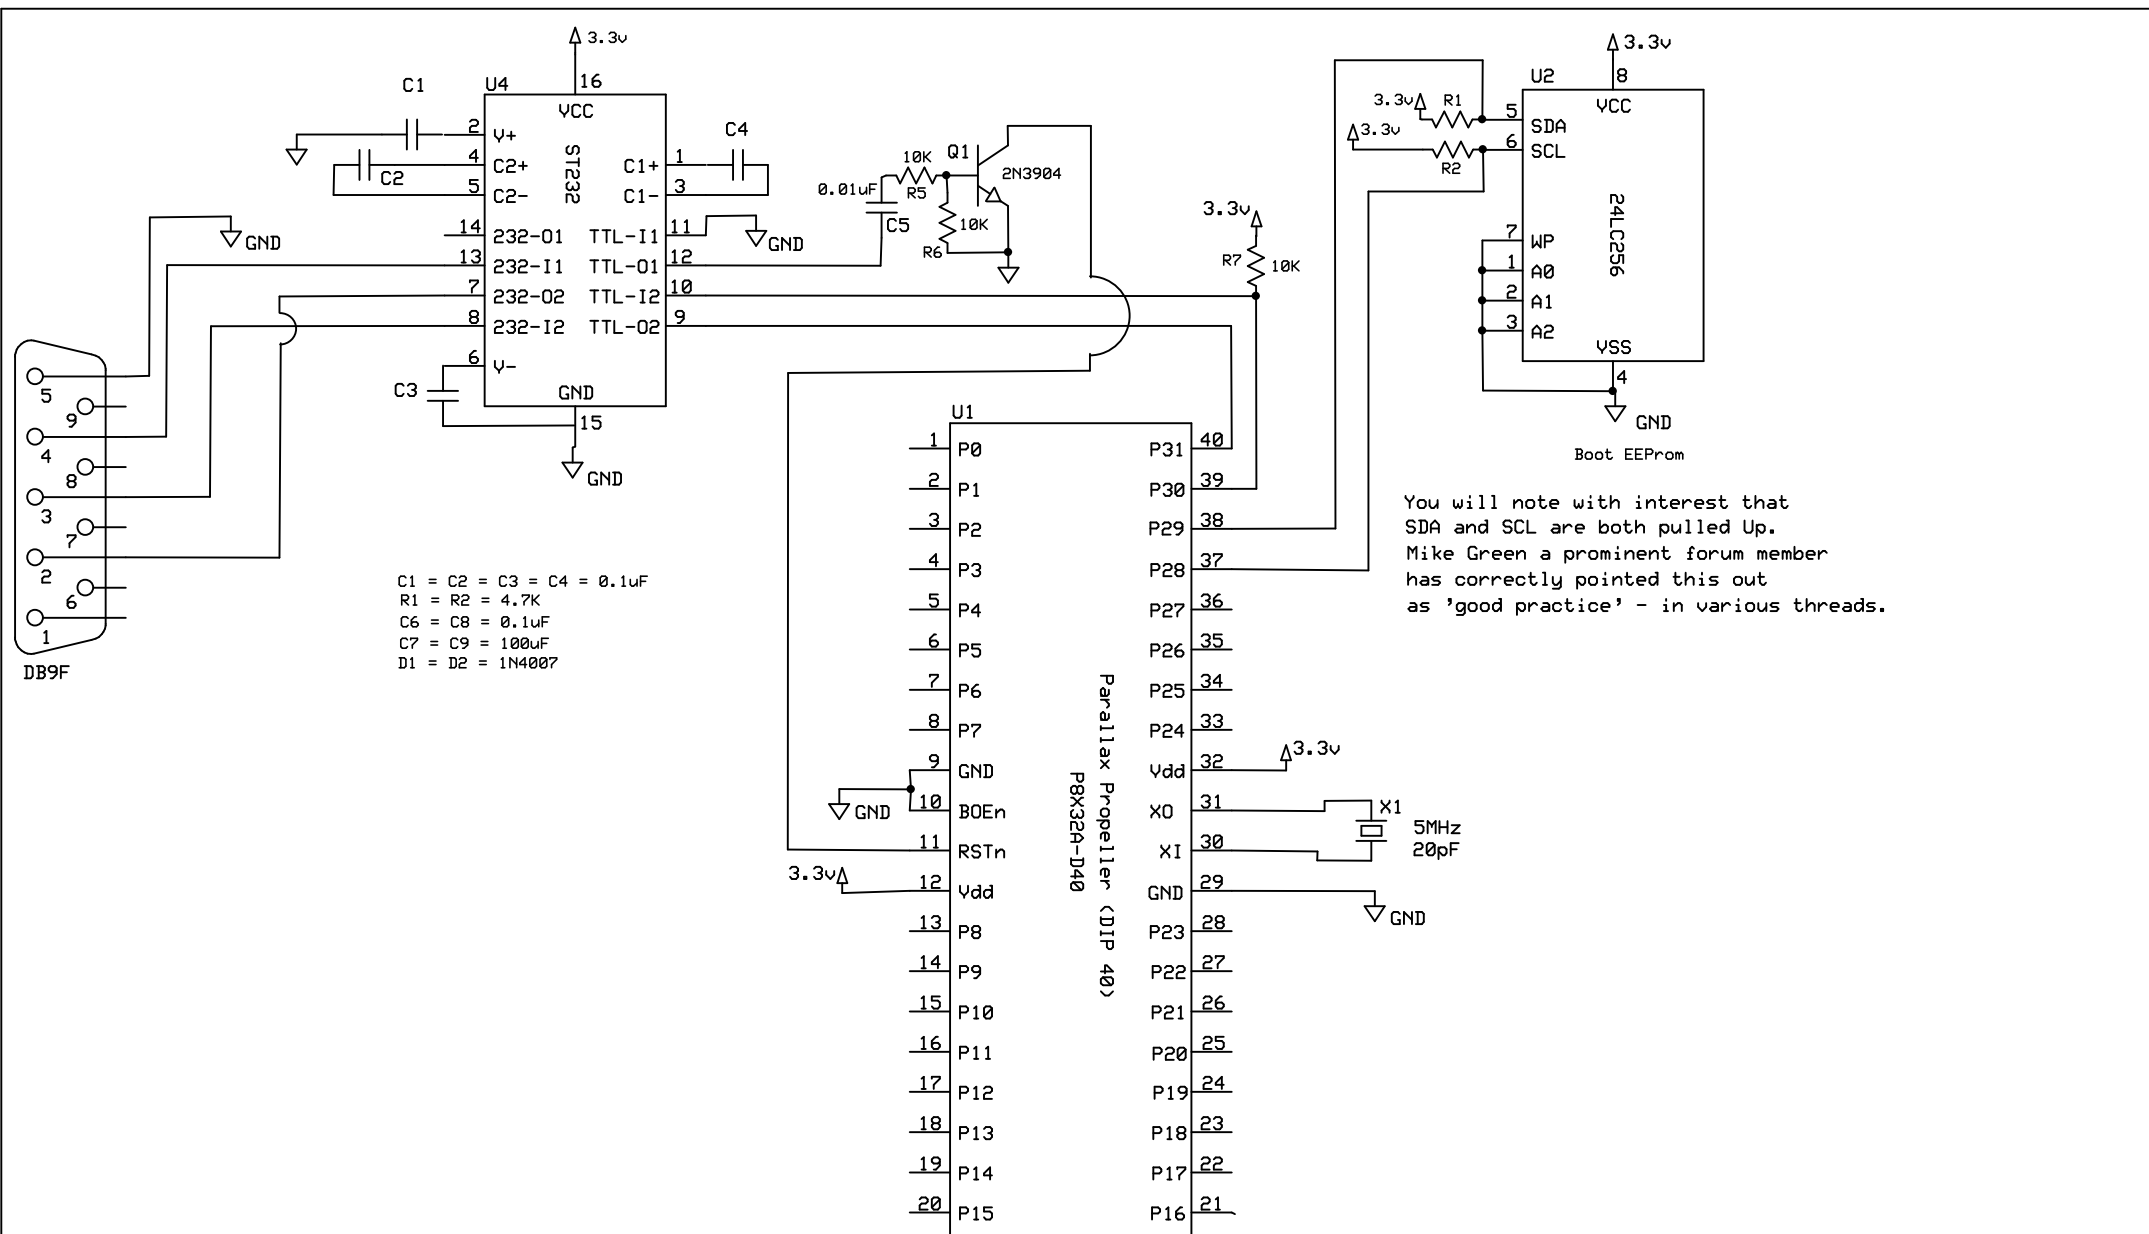 3.3v
16
C1
U4
VCC
2
V+
4
C2+
C2
5
C2-
ST232
C4
1
C1+
3
C1-
14
232-O1
TTL-I1
11
GND
GND
13
232-I1
TTL-O1
12
7
232-O2
TTL-I2
10
8
232-I2
TTL-O2
9
6
V-
C3
GND
15
GND
10K
R5
Q1
2N3904
0.01uF
C5
10K
R6
3.3v
R7
10K
3.3v
U2
8
VCC
3.3v
R1
5
SDA
3.3v
R2
6
SCL
24LC256
7
WP
1
A0
2
A1
3
A2
VSS
4
GND
Boot EEProm
You will note with interest that
SDA and SCL are both pulled Up.
Mike Green a prominent forum member
has correctly pointed this out
as 'good practice' - in various threads.
5
9
4
8
3
7
2
6
1
DB9F
C1 = C2 = C3 = C4 = 0.1uF
R1 = R2 = 4.7K
C6 = C8 = 0.1uF
C7 = C9 = 100uF
D1 = D2 = 1N4007
U1
1
P0
P31
40
2
P1
P30
39
3
P2
P29
38
4
P3
P28
37
5
P4
P27
36
6
P5
P26
35
7
P6
P25
34
8
P7
P24
33
9
GND
Vdd
32
3.3v
GND
10
BOEn
XO
31
X1
5MHz
20pF
11
RSTn
XI
30
3.3v
12
Vdd
GND
29
GND
13
P8
P23
28
14
P9
P22
27
15
P10
P21
26
16
P11
P20
25
17
P12
P19
24
18
P13
P18
23
19
P14
P17
22
20
P15
P16
21
Parallax Propeller (DIP 40)
P8X32A-D40